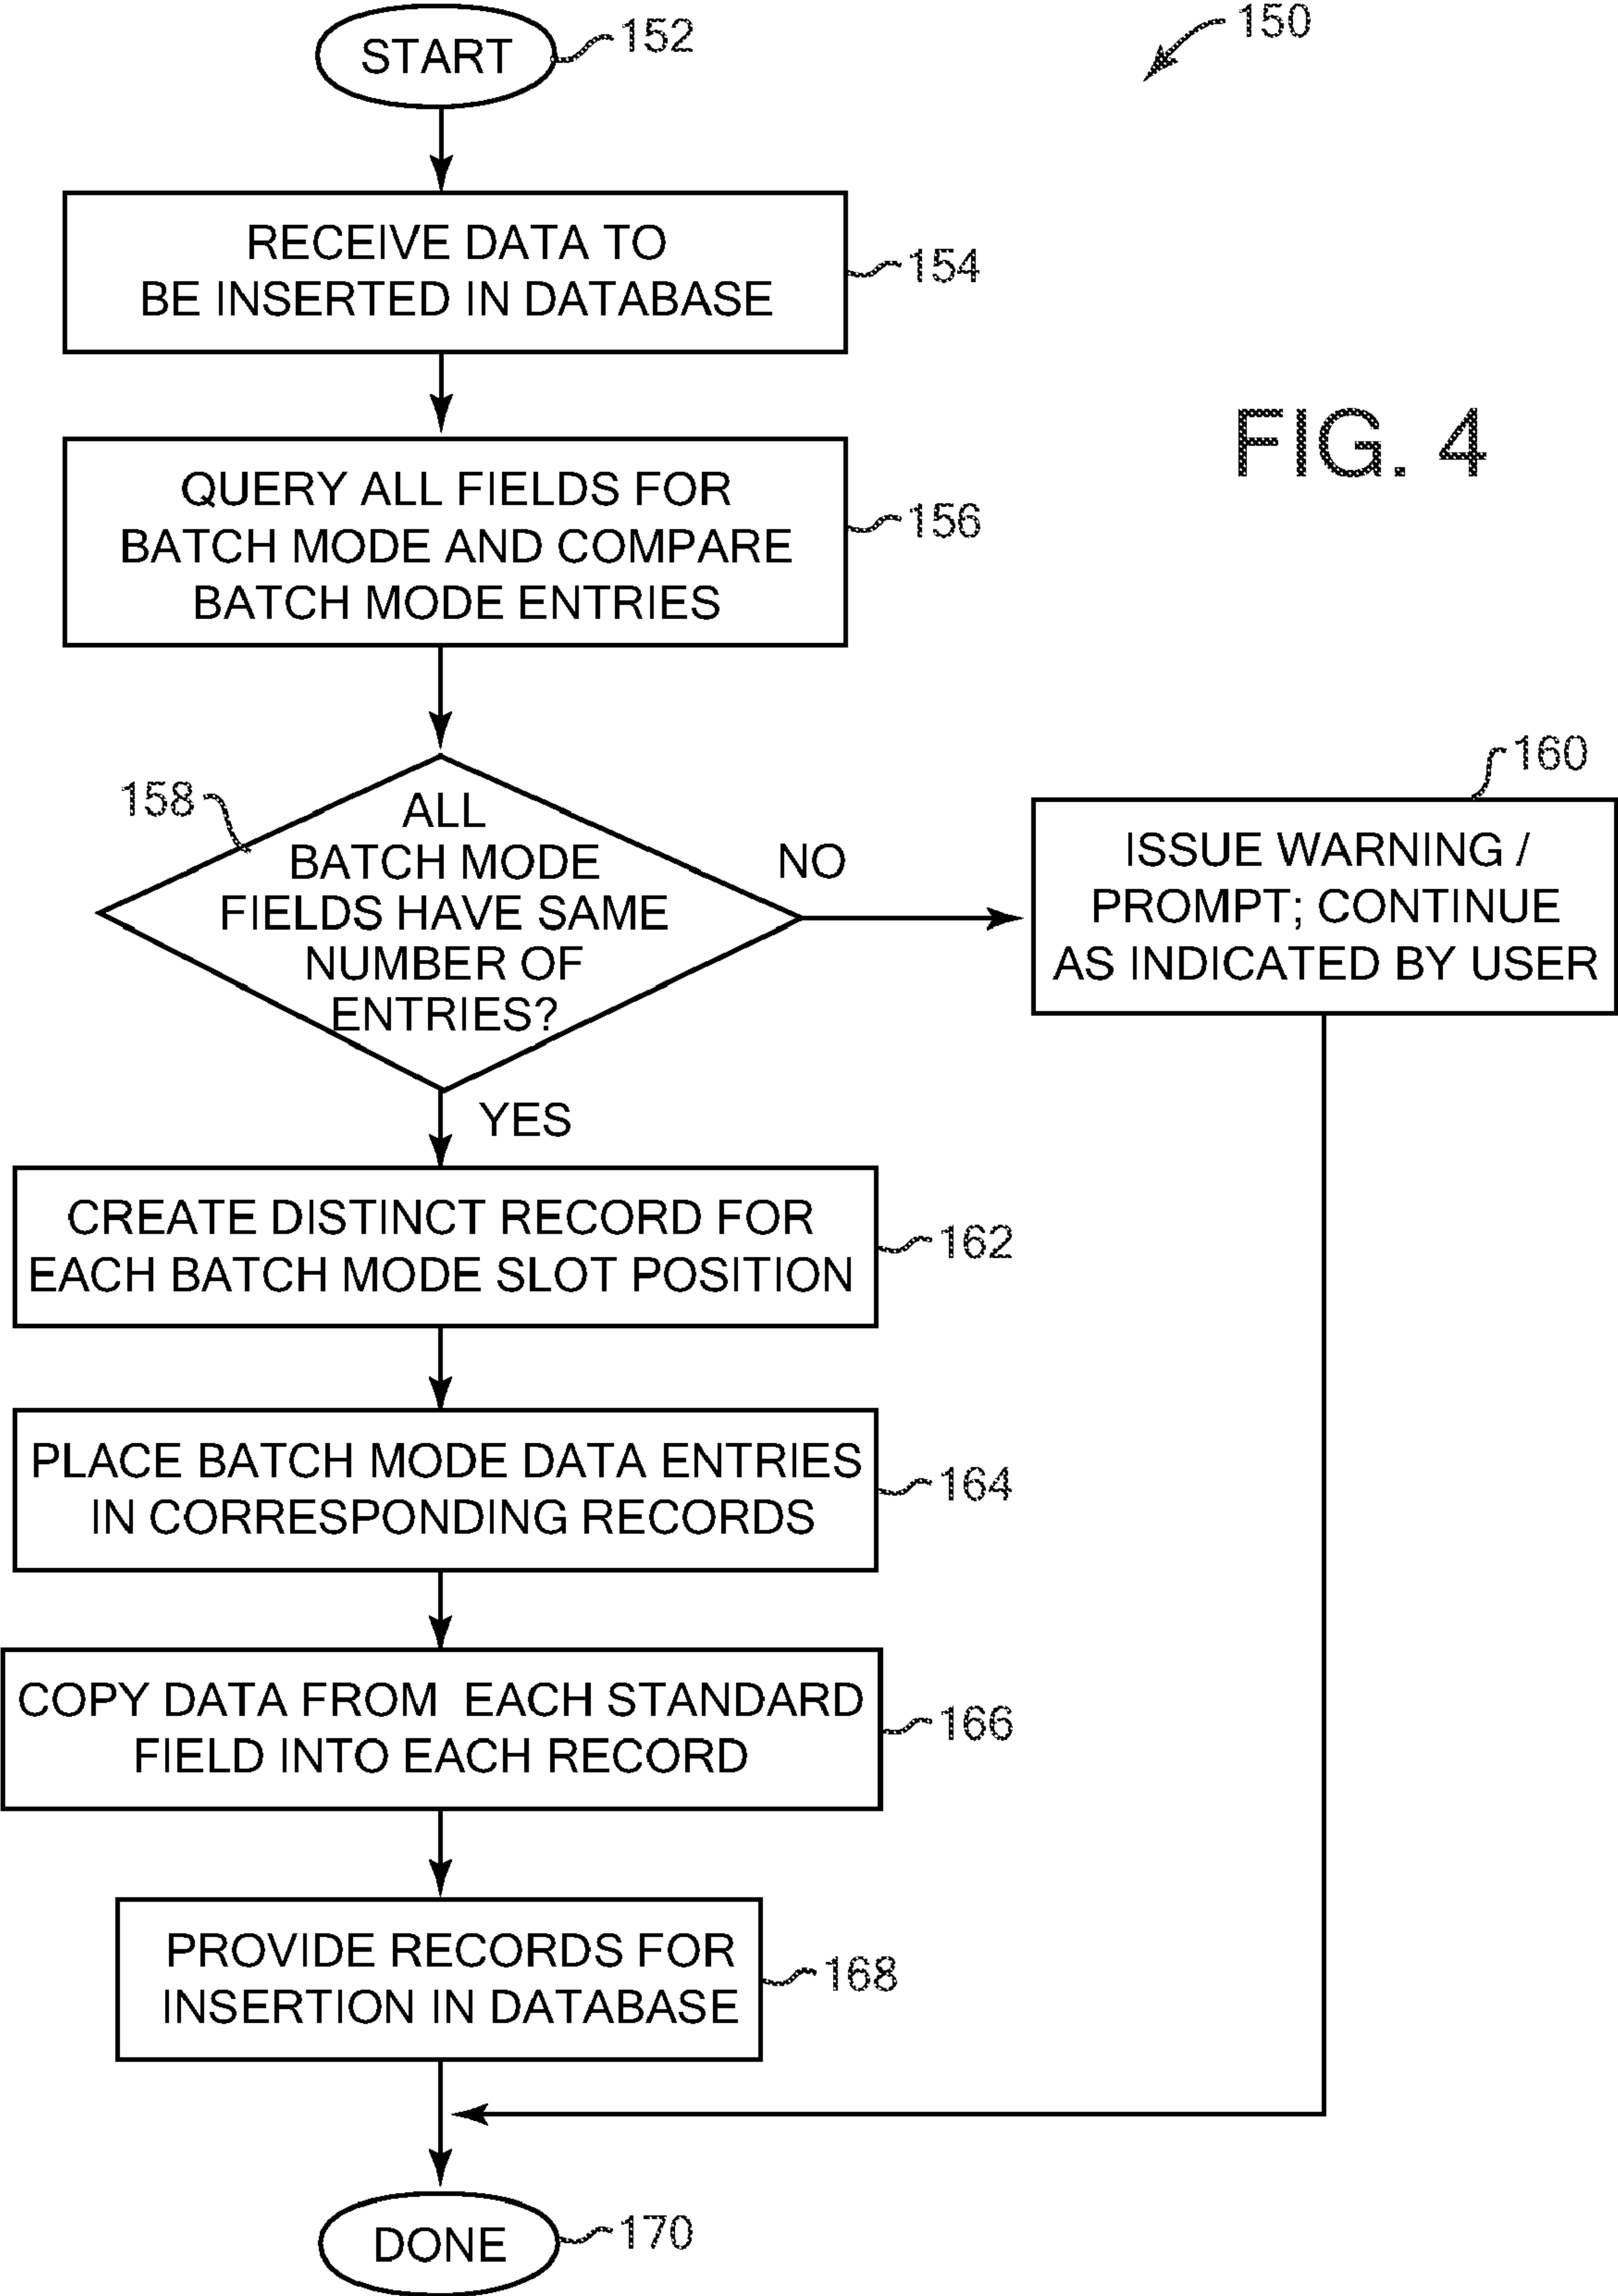 START
152
150
RECEIVE DATA TO
BE INSERTED IN DATABASE
154
FIG. 4
QUERY ALL FIELDS FOR
BATCH MODE AND COMPARE
BATCH MODE ENTRIES
156
158
ALL
BATCH MODE
FIELDS HAVE SAME
NUMBER OF
ENTRIES?
NO
160
ISSUE WARNING /
PROMPT; CONTINUE
AS INDICATED BY USER
YES
CREATE DISTINCT RECORD FOR
EACH BATCH MODE SLOT POSITION
162
PLACE BATCH MODE DATA ENTRIES
IN CORRESPONDING RECORDS
164
COPY DATA FROM EACH STANDARD
FIELD INTO EACH RECORD
166
PROVIDE RECORDS FOR
INSERTION IN DATABASE
168
DONE
170